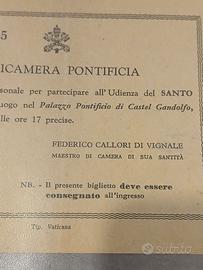 5
ICAMERA PONTIFICIA
sonale per partecipare all'Udienza del SANTO
uogo nel Palazzo Pontificio di Castel Gandolfo,
lle ore 17 precise.
FEDERICO CALLORI DI VIGNALE
MAESTRO DI CAMERA DI SUA SANTITÀ
NB. - Il presente biglietto deve essere
consegnato all'ingresso
Tip. Vaticana
subito